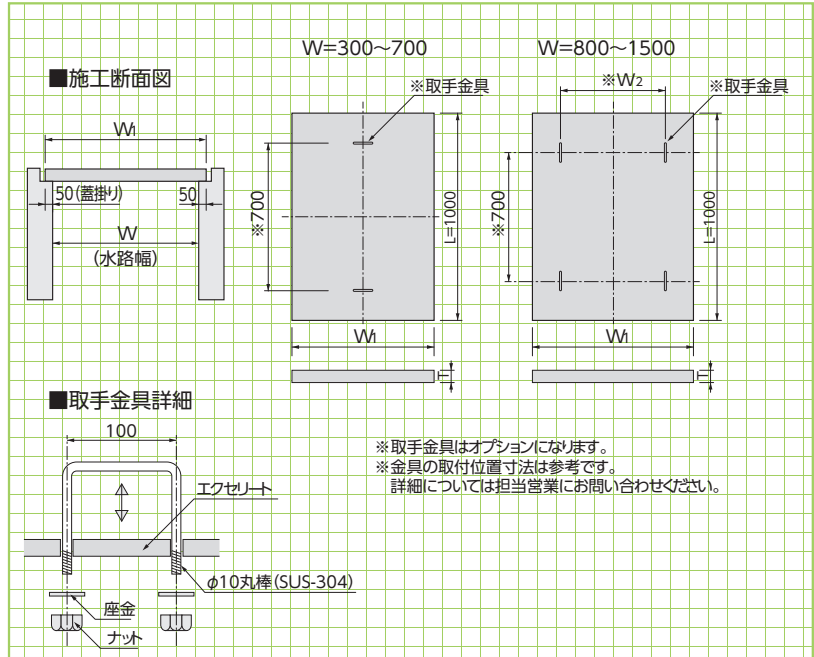 W=300～700
W=800～1500
■施工断面図
※取手金具
※W2
※取手金具
W1
50(蓋掛り)
50
W
(水路幅)
※700
L=1000
※700
L=1000
W1
W1
T
T
■取手金具詳細
100
※取手金具はオプションになります。
※金具の取付位置寸法は参考です。
詳細については担当営業にお問い合わせください。
エクセリート
φ10丸棒(SUS-304)
座金
ナット